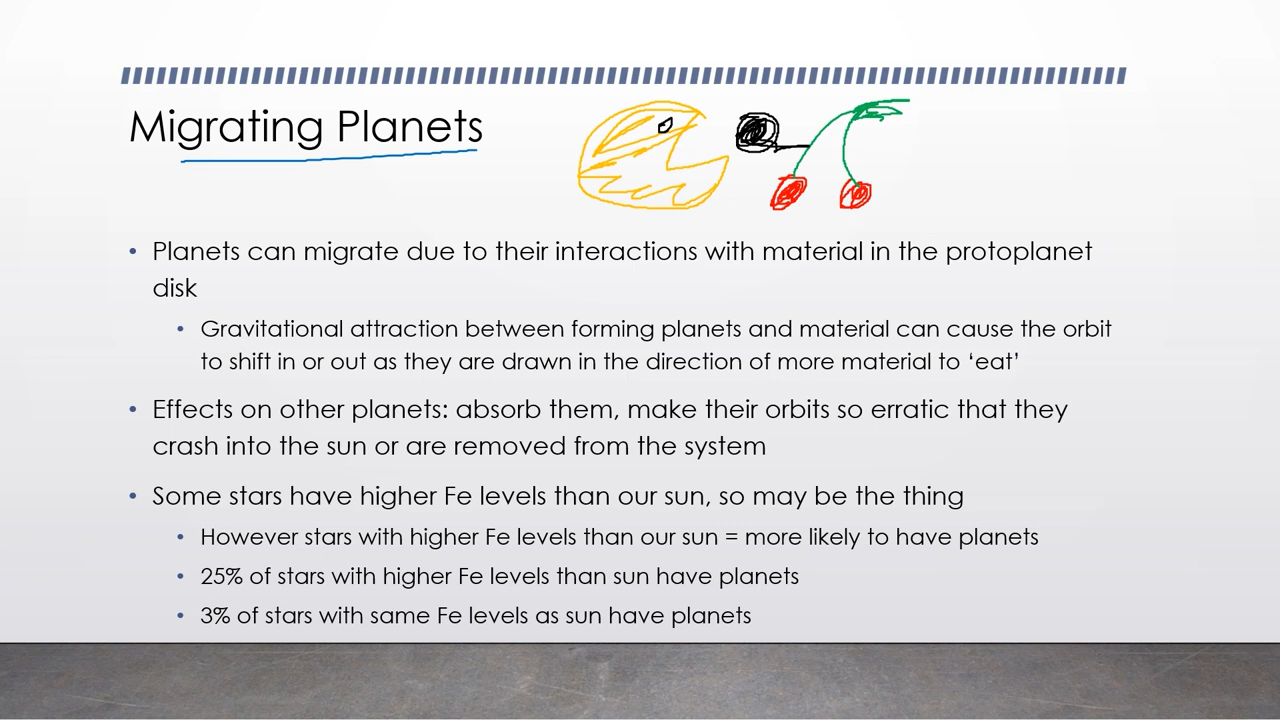 Migrating Planets
• Planets can migrate due to their interactions with material in the protoplanet
disk
• Gravitational attraction between forming planets and material can cause the orbit
to shift in or out as they are drawn in the direction of more material to ‘eat’
• Effects on other planets: absorb them, make their orbits so erratic that they
crash into the sun or are removed from the system
• Some stars have higher Fe levels than our sun, so may be the thing
• However stars with higher Fe levels than our sun = more likely to have planets
• 25% of stars with higher Fe levels than sun have planets
• 3% of stars with same Fe levels as sun have planets